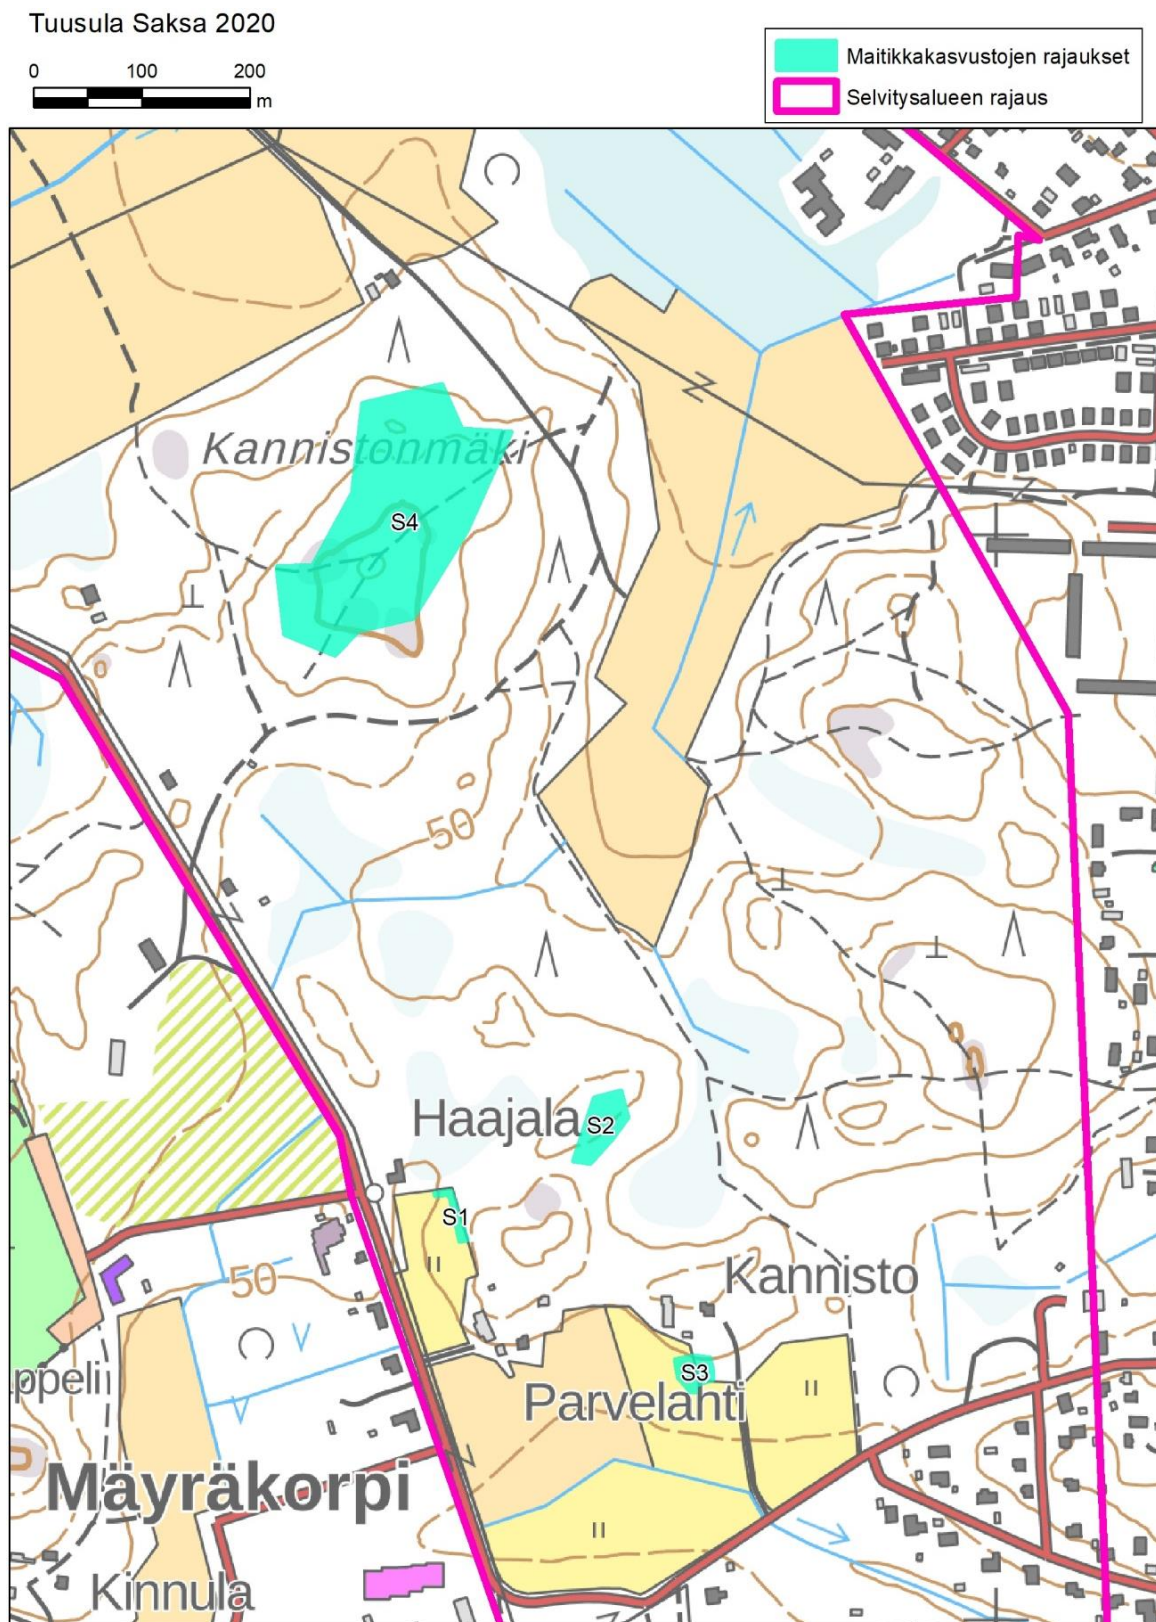 Tuusula Saksa 2020
0 100 200
m
Maitikkakasvustojen rajaukset
Selvitysalueen rajaus
Kannistonmäki
S4
50
Haajala
S2
S1
Kannisto
50
S3
ppeli
Parvelahti
Mäyräkorpi
Kinnula